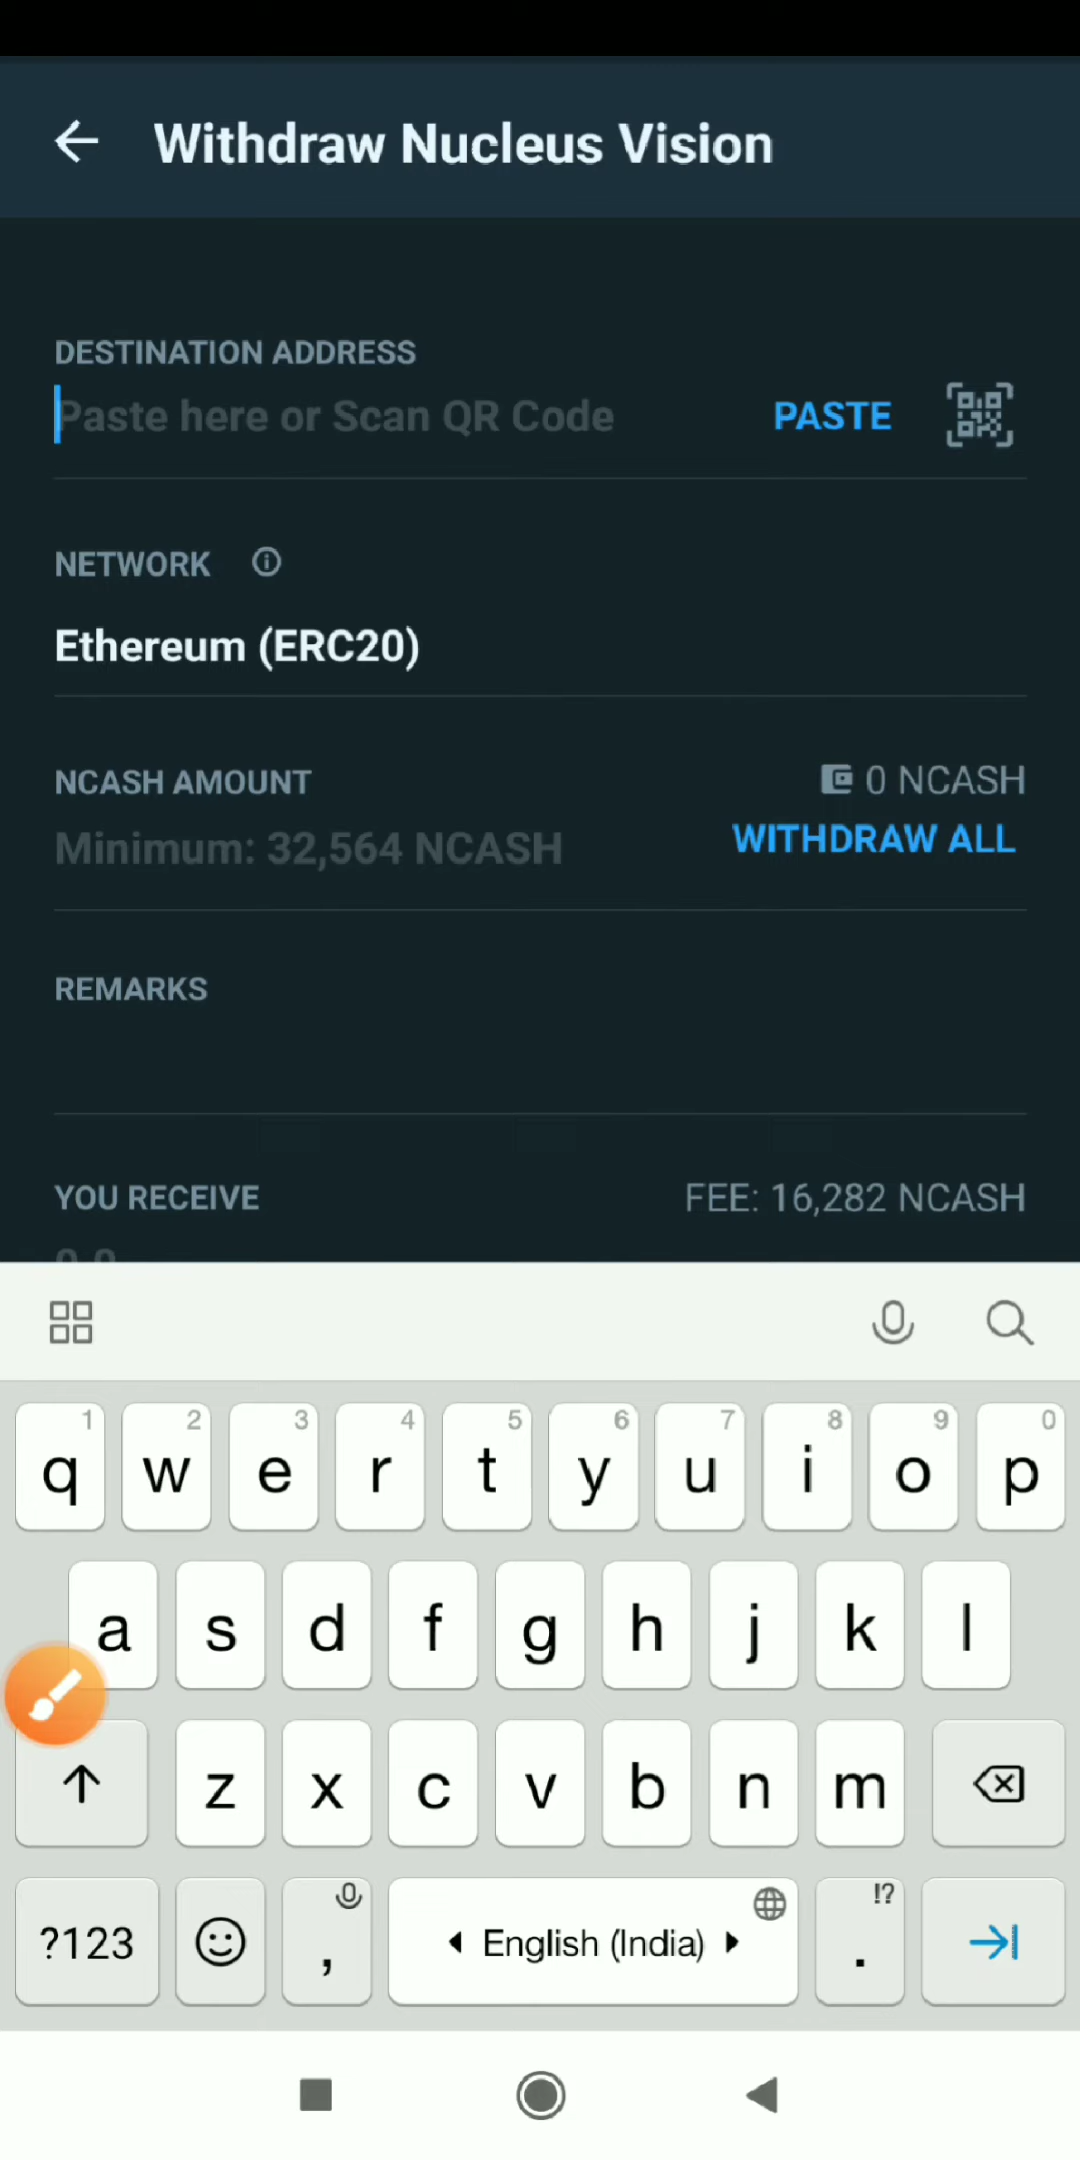 Withdraw Nucleus Vision
DESTINATION ADDRESS
Paste here or Scan QR Code PASTE
NETWORK
Ethereum (ERC20)
NCASH AMOUNT 0 NCASH
Minimum: 32,564 NCASH WITHDRAW ALL
REMARKS
YOU RECEIVE FEE: 16,282 NCASH
1 2 3 4 5 6 7 8 9 0
q w e r t y u i o p
a s d f g h j k l
z x c v b n m
!?
?123 , English (India) .